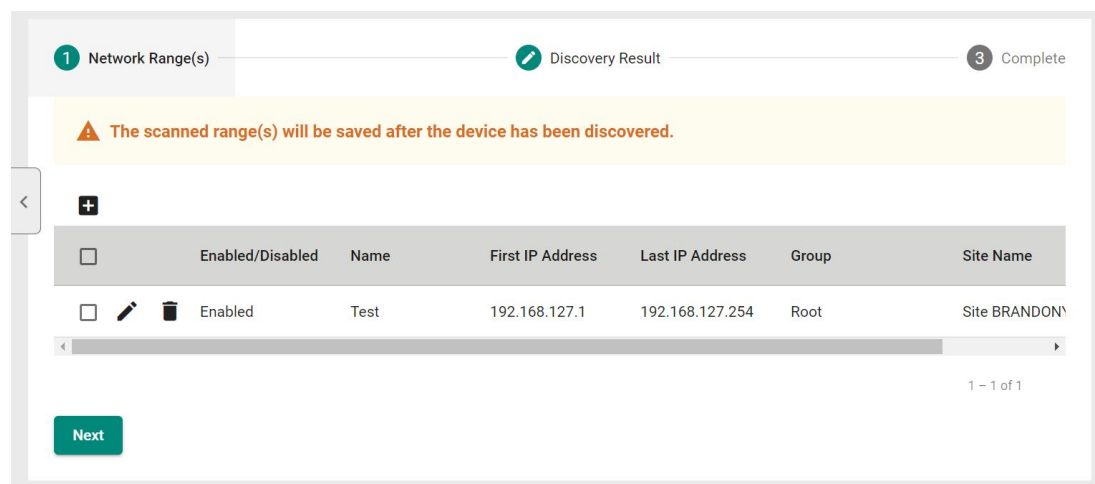 1 Network Range(s) Discovery Result 3 Complete
The scanned range(s) will be saved after the device has been discovered.
Enabled/Disabled Name First IP Address Last IP Address Group Site Name
Enabled Test 192.168.127.1 192.168.127.254 Root Site BRANDON
1 – 1 of 1
Next